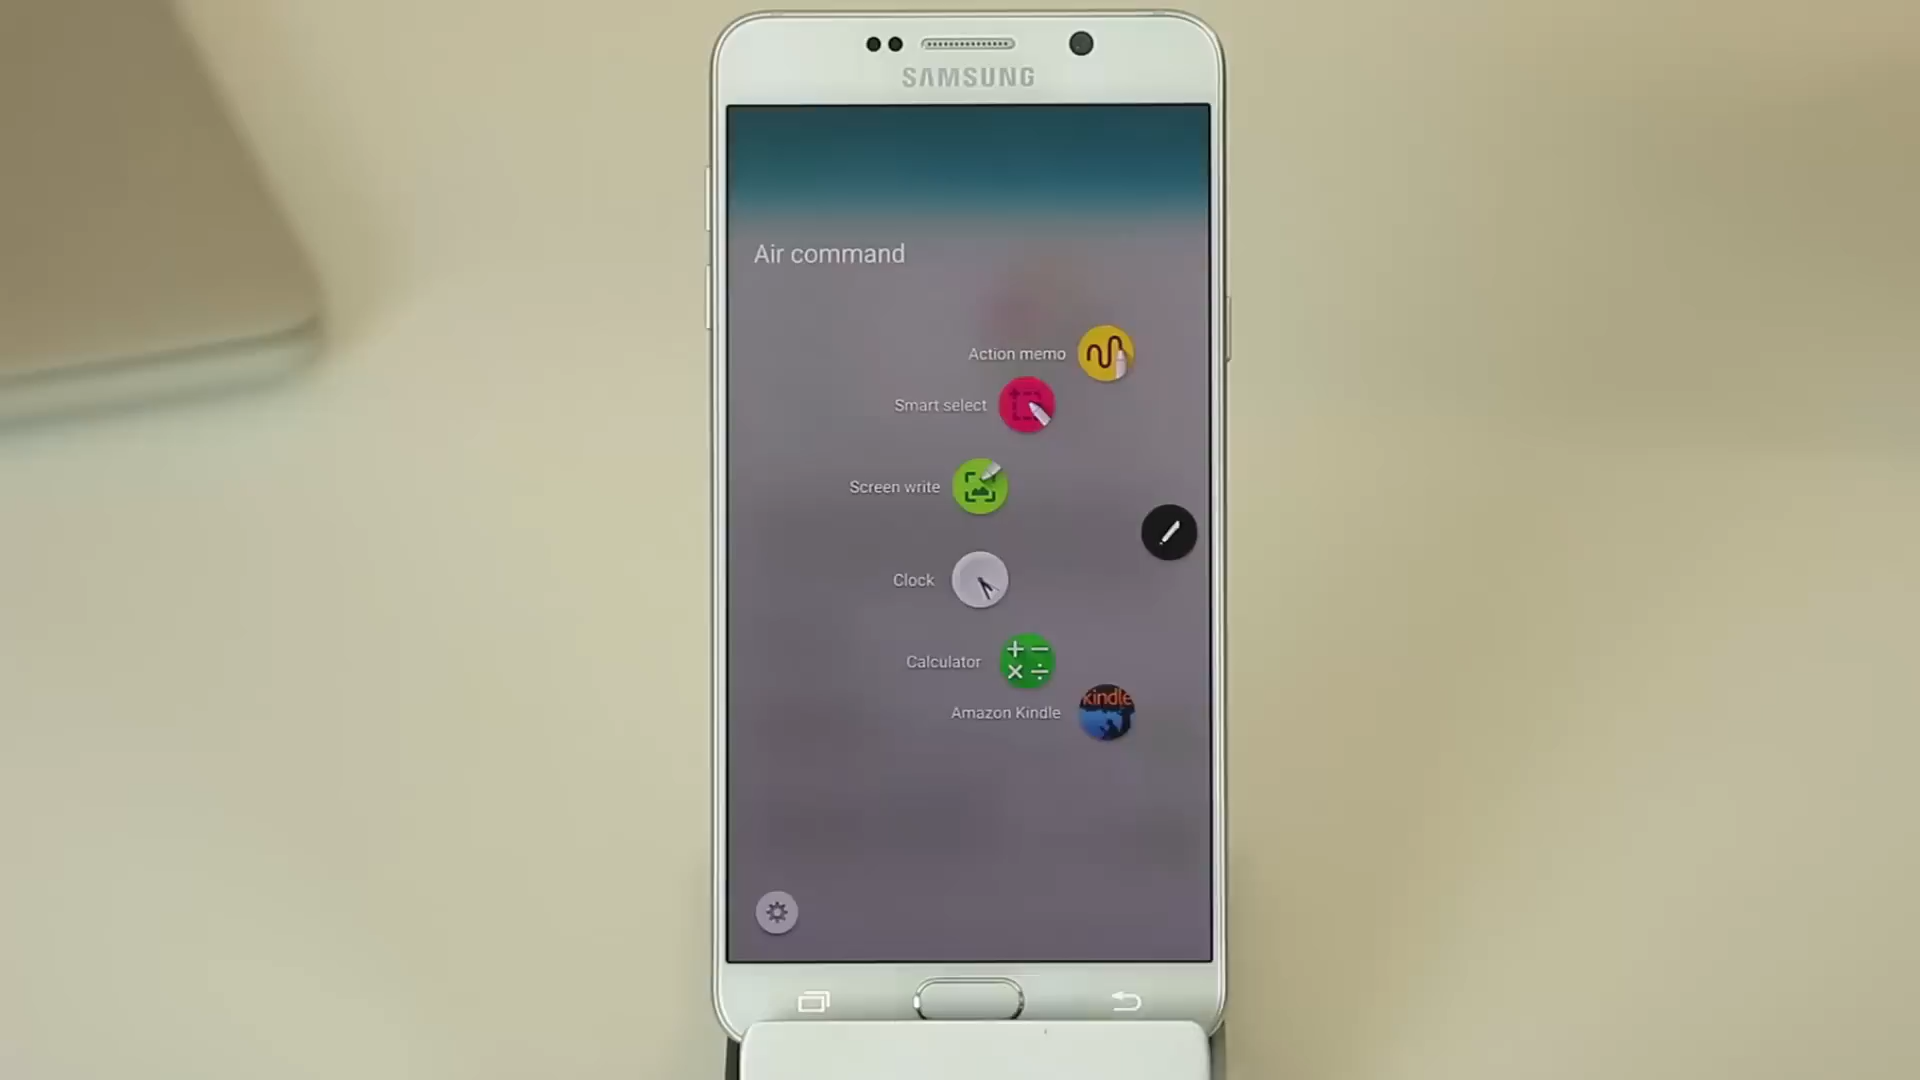 SAMSUNG
Air command
Action memo
Smart select
Screen write
Clock
Calculator
Amazon Kindle
kindle